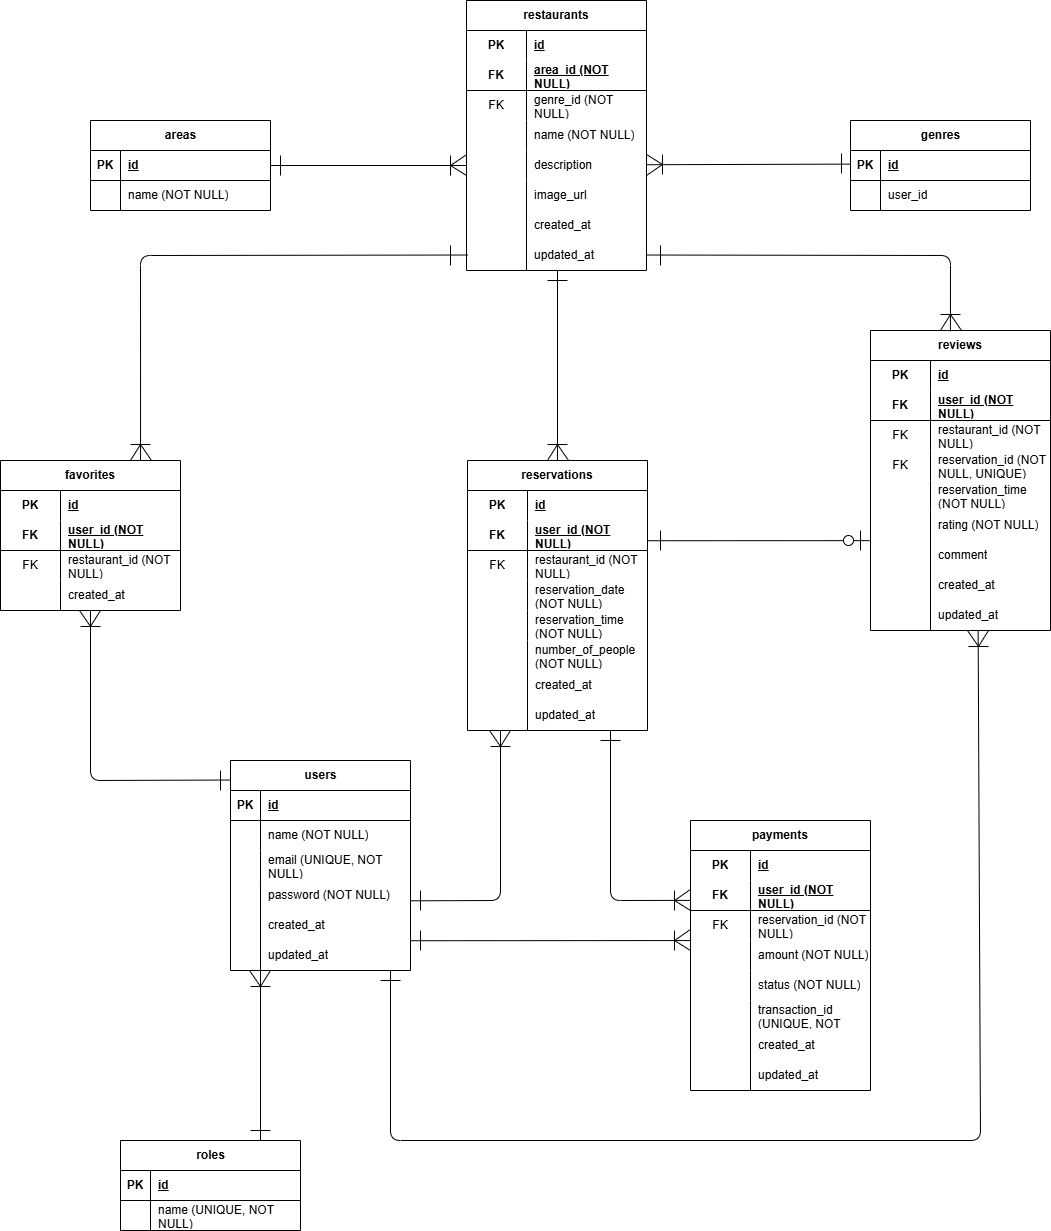 restaurants
PK id
FK area_id (NOT
NULL)
FK genre_id (NOT
NULL)
name (NOT NULL)
description
image_url
created_at
updated_at
areas
PK id
name (NOT NULL)
genres
PK id
user_id
reviews
PK id
FK user_id (NOT
NULL)
FK restaurant_id (NOT
NULL)
FK reservation_id (NOT
NULL, UNIQUE)
reservation_time
(NOT NULL)
rating (NOT NULL)
comment
created_at
updated_at
favorites
PK id
FK user_id (NOT
NULL)
FK restaurant_id (NOT
NULL)
created_at
reservations
PK id
FK user_id (NOT
NULL)
FK restaurant_id (NOT
NULL)
reservation_date
(NOT NULL)
reservation_time
(NOT NULL)
number_of_people
(NOT NULL)
created_at
updated_at
users
PK id
name (NOT NULL)
email (UNIQUE, NOT
NULL)
password (NOT NULL)
created_at
updated_at
payments
PK id
FK user_id (NOT
NULL)
FK reservation_id (NOT
NULL)
amount (NOT NULL)
status (NOT NULL)
transaction_id
(UNIQUE, NOT
created_at
updated_at
roles
PK id
name (UNIQUE, NOT
NULL)